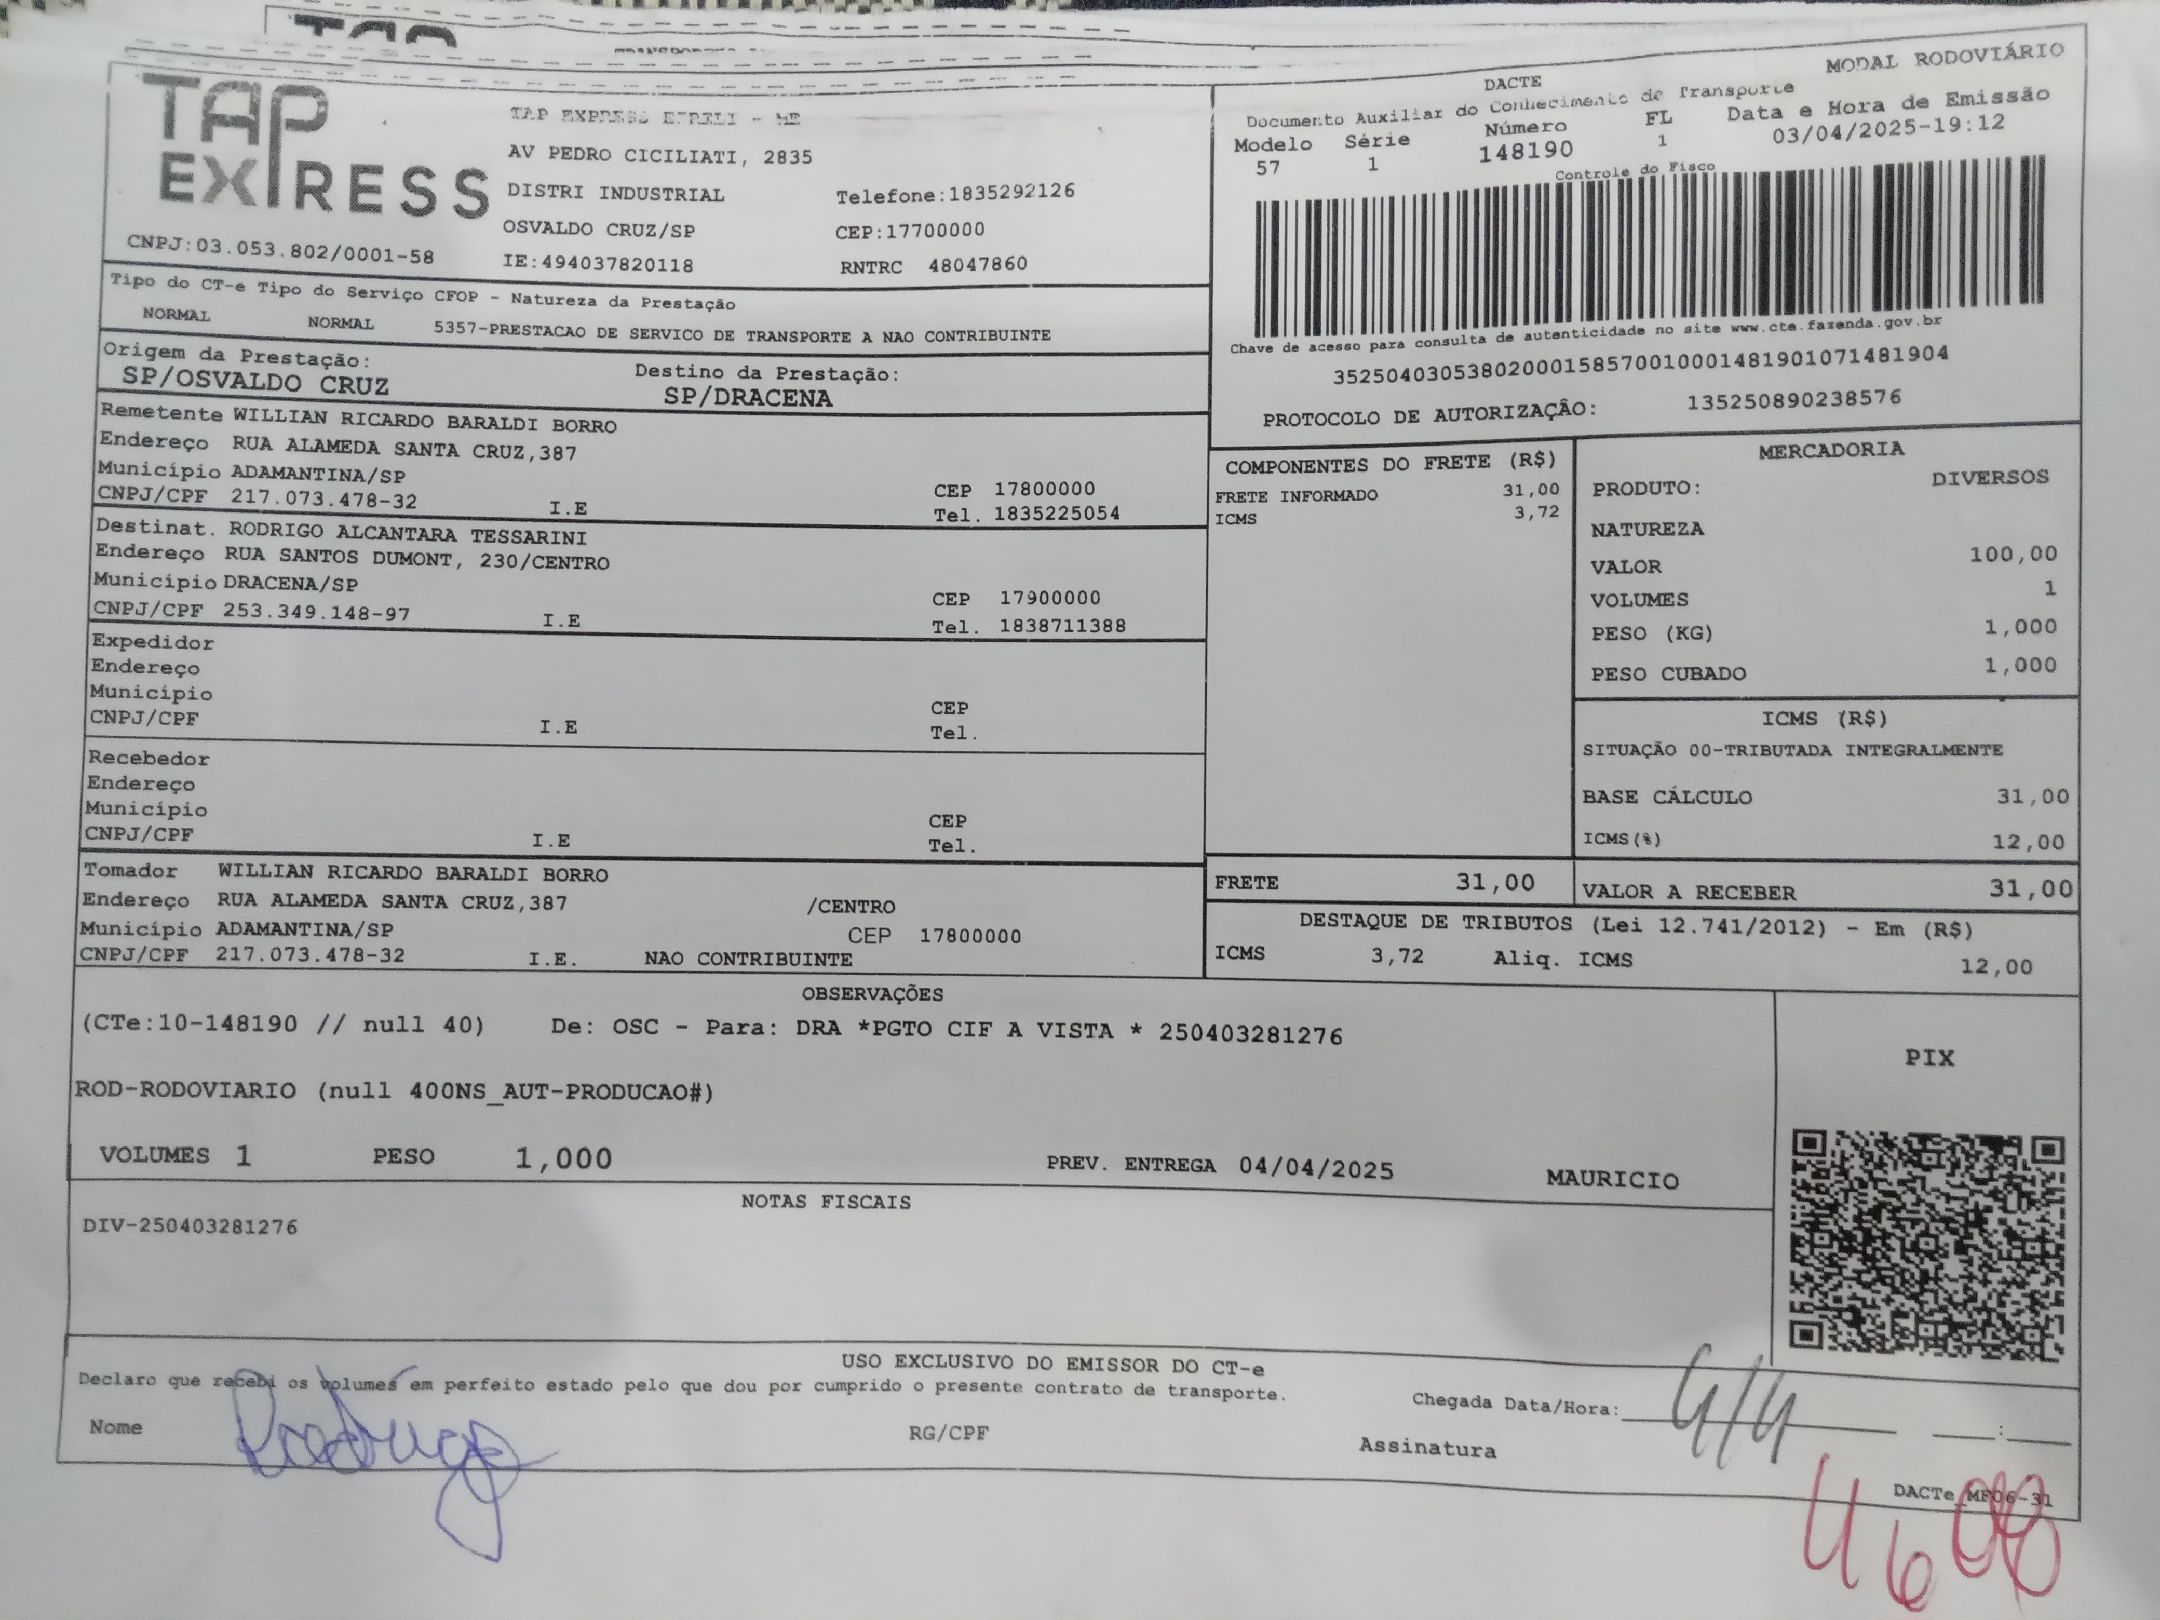 TAP EXPRESS
TAP EXPRESS EIRELI - ME
AV PEDRO CICILIATI, 2835
DISTRI INDUSTRIAL Telefone:1835292126
OSVALDO CRUZ/SP CEP:17700000
CNPJ:03.053.802/0001-58 IE:494037820118 RNTRC 48047860
MODAL RODOVIÁRIO
DACTE
Documento Auxiliar do Conhecimento de Transporte
Modelo Série Número FL Data e Hora de Emissão
57 1 148190 1 03/04/2025-19:12
Controle do Fisco
Chave de acesso para consulta de autenticidade no site www.cte.fazenda.gov.br
35250403053802000158570010001481901071481904
PROTOCOLO DE AUTORIZAÇÃO: 135250890238576
Tipo do CT-e Tipo do Serviço CFOP - Natureza da Prestação
NORMAL NORMAL 5357-PRESTACAO DE SERVICO DE TRANSPORTE A NAO CONTRIBUINTE
Origem da Prestação: Destino da Prestação:
SP/OSVALDO CRUZ SP/DRACENA
Remetente WILLIAN RICARDO BARALDI BORRO
Endereço RUA ALAMEDA SANTA CRUZ,387
Município ADAMANTINA/SP CEP 17800000
CNPJ/CPF 217.073.478-32 I.E Tel. 1835225054
Destinat. RODRIGO ALCANTARA TESSARINI
Endereço RUA SANTOS DUMONT, 230/CENTRO
Município DRACENA/SP CEP 17900000
CNPJ/CPF 253.349.148-97 I.E Tel. 1838711388
Expedidor
Endereço
Município CEP
CNPJ/CPF I.E Tel.
Recebedor
Endereço
Município CEP
CNPJ/CPF I.E Tel.
Tomador WILLIAN RICARDO BARALDI BORRO
Endereço RUA ALAMEDA SANTA CRUZ,387 /CENTRO
Município ADAMANTINA/SP CEP 17800000
CNPJ/CPF 217.073.478-32 I.E. NAO CONTRIBUINTE
COMPONENTES DO FRETE (R$)
FRETE INFORMADO 31,00
ICMS 3,72
MERCADORIA
PRODUTO: DIVERSOS
NATUREZA
VALOR 100,00
VOLUMES 1
PESO (KG) 1,000
PESO CUBADO 1,000
ICMS (R$)
SITUAÇÃO 00-TRIBUTADA INTEGRALMENTE
BASE CÁLCULO 31,00
ICMS(%) 12,00
FRETE 31,00 VALOR A RECEBER 31,00
DESTAQUE DE TRIBUTOS (Lei 12.741/2012) - Em (R$)
ICMS 3,72 Aliq. ICMS 12,00
OBSERVAÇÕES
(CTe:10-148190 // null 40) De: OSC - Para: DRA *PGTO CIF A VISTA * 250403281276
ROD-RODOVIARIO (null 400NS_AUT-PRODUCAO#)
VOLUMES 1 PESO 1,000 PREV. ENTREGA 04/04/2025 MAURICIO
PIX
NOTAS FISCAIS
DIV-250403281276
USO EXCLUSIVO DO EMISSOR DO CT-e
Declaro que recebi os volumes em perfeito estado pelo que dou por cumprido o presente contrato de transporte.
Chegada Data/Hora: 4/4 :
Nome Rodrigo RG/CPF Assinatura
DACTe_MF06-31